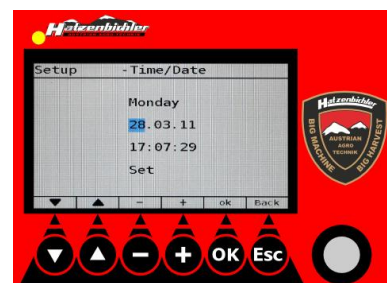 Hatzenbichler
Setup -Time/Date
Monday
28.03.11
17:07:29
Set
▼ ▲ - + ok Back
OK Esc
Hatzenbichler
AUSTRIAN
AGRO
TECHNIK
BIG MACHINE
BIG HARVEST